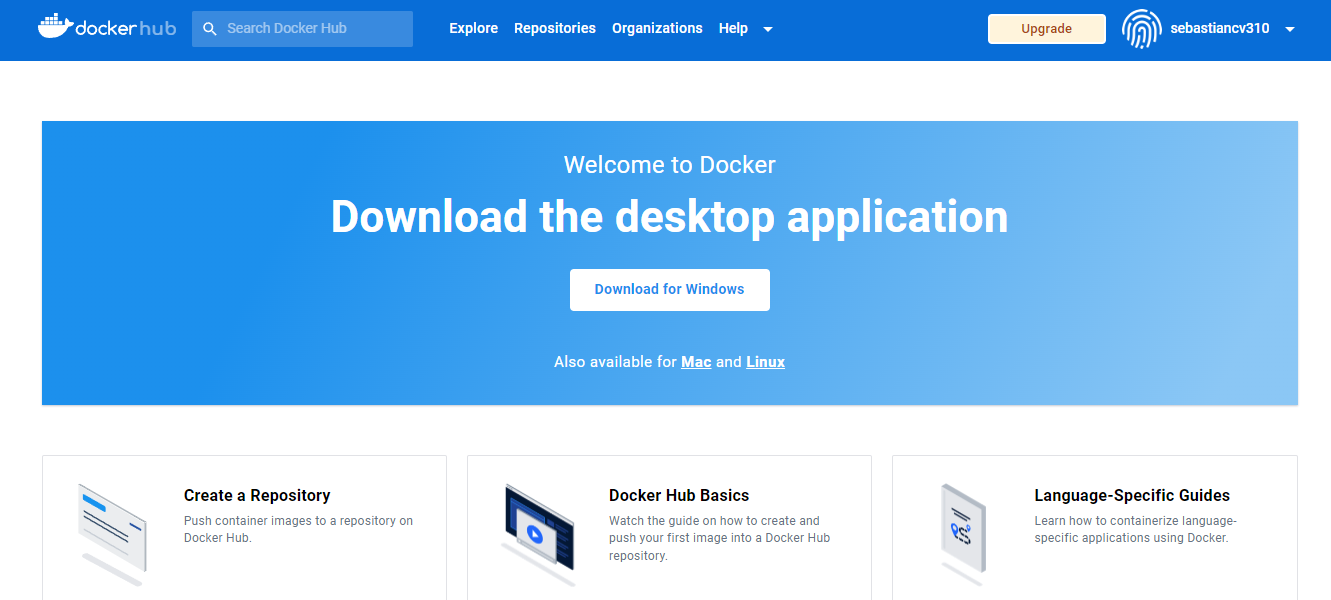 dockerhub
Search Docker Hub
Explore
Repositories
Organizations
Help
Upgrade
sebastiancv310
Welcome to Docker
Download the desktop application
Download for Windows
Also available for Mac and Linux
Create a Repository
Push container images to a repository on
Docker Hub.
Docker Hub Basics
Watch the guide on how to create and
push your first image into a Docker Hub
repository.
Language-Specific Guides
Learn how to containerize language-
specific applications using Docker.